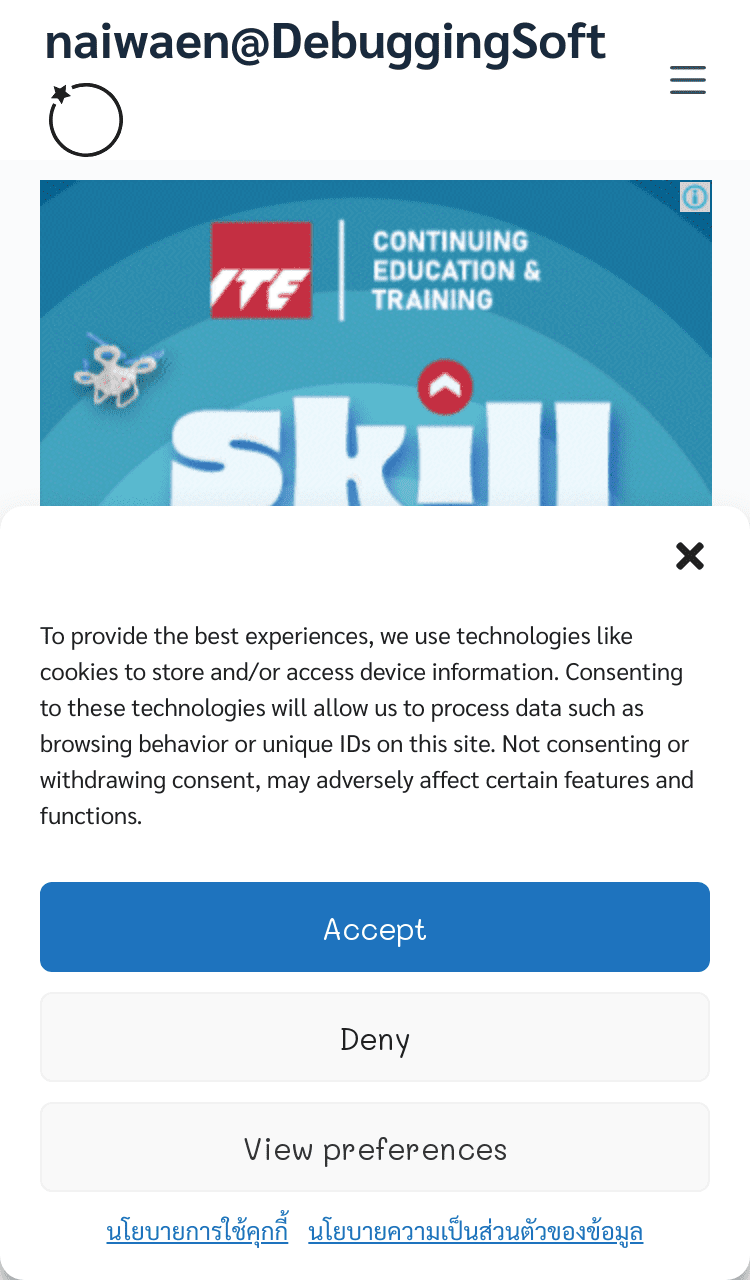 naiwaen@DebuggingSoft
ITE
CONTINUING
EDUCATION &
TRAINING
skill
To provide the best experiences, we use technologies like
cookies to store and/or access device information. Consenting
to these technologies will allow us to process data such as
browsing behavior or unique IDs on this site. Not consenting or
withdrawing consent, may adversely affect certain features and
functions.
Accept
Deny
View preferences
นโยบายการใช้คุกกี้ นโยบายความเป็นส่วนตัวของข้อมูล